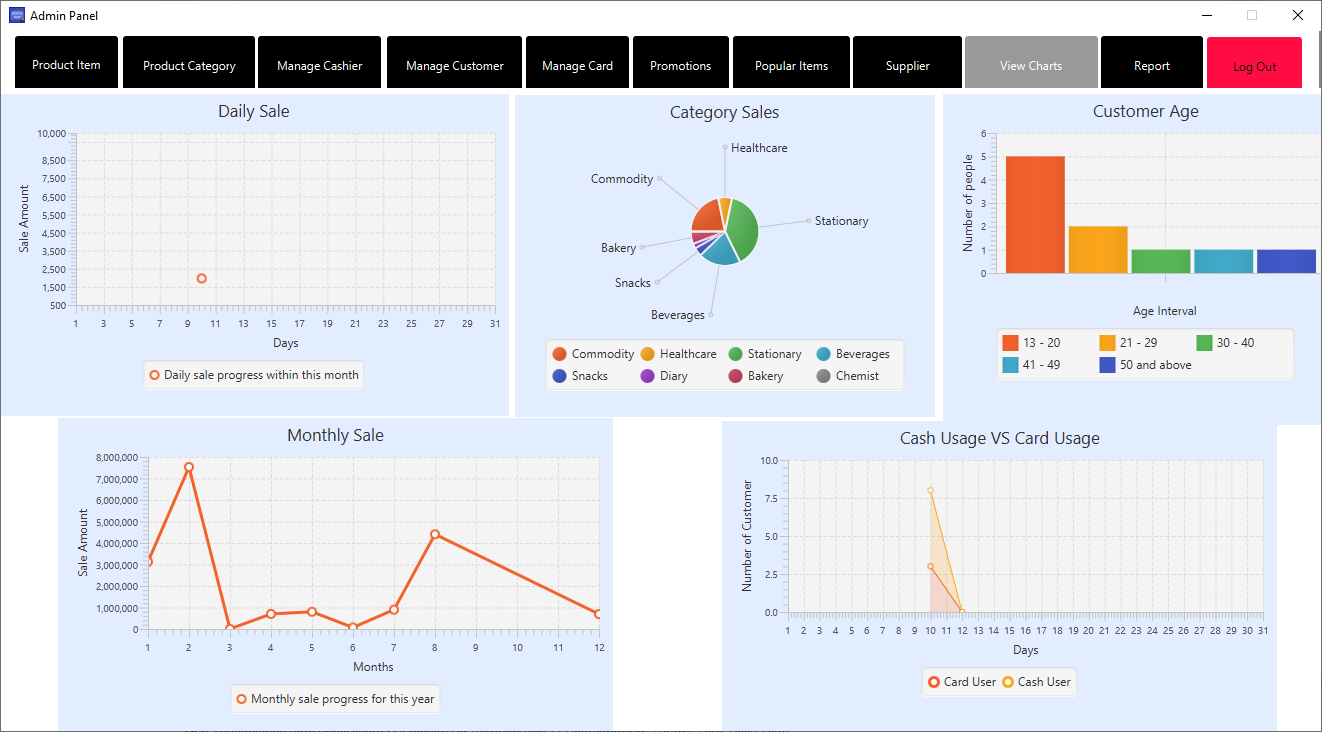 Admin Panel
Product Item
Product Category
Manage Cashier
Manage Customer
Manage Card
Promotions
Popular Items
Supplier
View Charts
Report
Log Out
Daily Sale
Sale Amount
10,000
8,500
7,500
6,500
5,500
4,500
3,500
2,500
1,500
500
1 3 5 7 9 11 13 15 17 19 21 23 25 27 29 31
Days
Daily sale progress within this month
Category Sales
Healthcare
Commodity
Stationary
Bakery
Snacks
Beverages
Commodity Healthcare Stationary Beverages
Snacks Diary Bakery Chemist
Customer Age
Number of people
6
5
4
3
2
1
0
Age Interval
13 - 20 21 - 29 30 - 40
41 - 49 50 and above
Monthly Sale
Sale Amount
8,000,000
7,000,000
6,000,000
5,000,000
4,000,000
3,000,000
2,000,000
1,000,000
0
1 2 3 4 5 6 7 8 9 10 11 12
Months
Monthly sale progress for this year
Cash Usage VS Card Usage
Number of Customer
10.0
7.5
5.0
2.5
0.0
1 2 3 4 5 6 7 8 9 10 11 12 13 14 15 16 17 18 19 20 21 22 23 24 25 26 27 28 29 30 31
Days
Card User Cash User